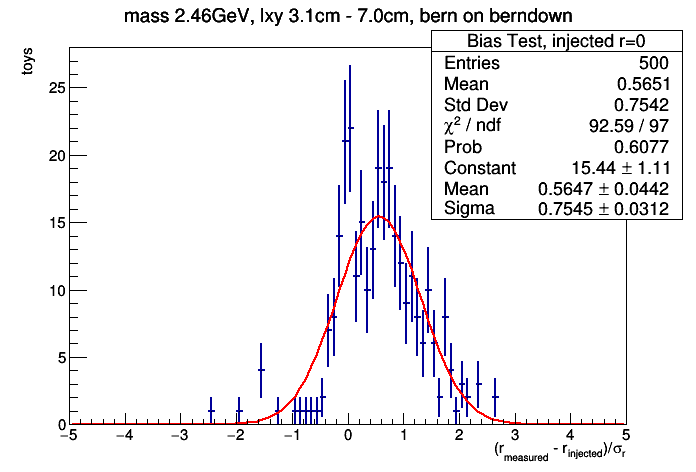 mass 2.46GeV, lxy 3.1cm - 7.0cm, bern on berndown
toys
Bias Test, injected r=0
Entries 500
Mean 0.5651
Std Dev 0.7542
χ² / ndf 92.59 / 97
Prob 0.6077
Constant 15.44 ± 1.11
Mean 0.5647 ± 0.0442
Sigma 0.7545 ± 0.0312
25
20
15
10
5
0
−5 −4 −3 −2 −1 0 1 2 3 4 5
(r_measured - r_injected)/σ_r